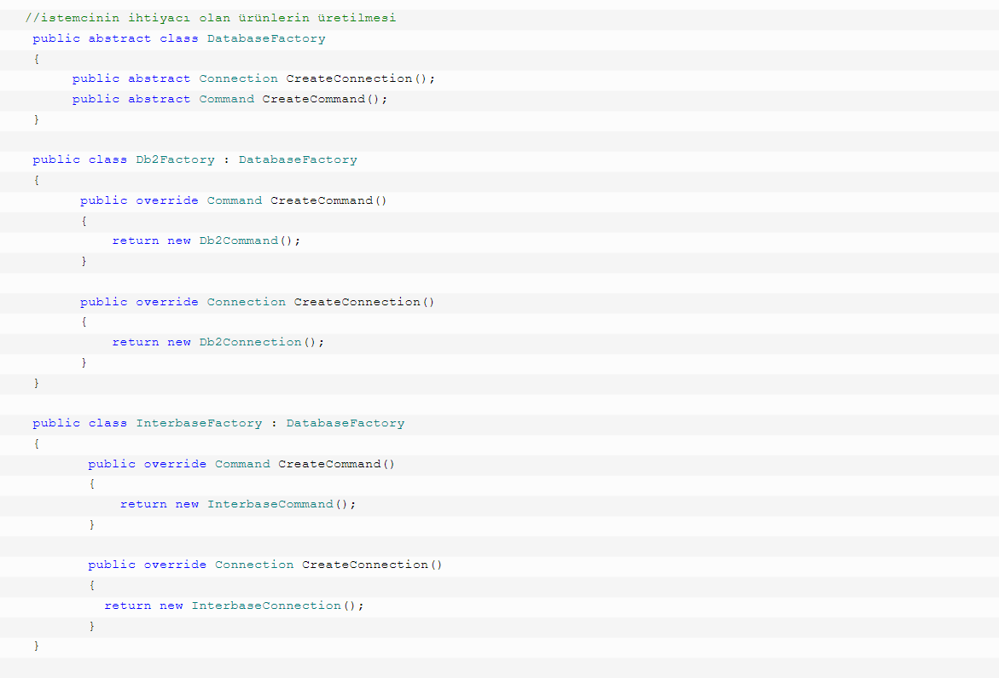 //istemcinin ihtiyacı olan ürünlerin üretilmesi
public abstract class DatabaseFactory
{
public abstract Connection CreateConnection();
public abstract Command CreateCommand();
}
public class Db2Factory : DatabaseFactory
{
public override Command CreateCommand()
{
return new Db2Command();
}
public override Connection CreateConnection()
{
return new Db2Connection();
}
}
public class InterbaseFactory : DatabaseFactory
{
public override Command CreateCommand()
{
return new InterbaseCommand();
}
public override Connection CreateConnection()
{
return new InterbaseConnection();
}
}